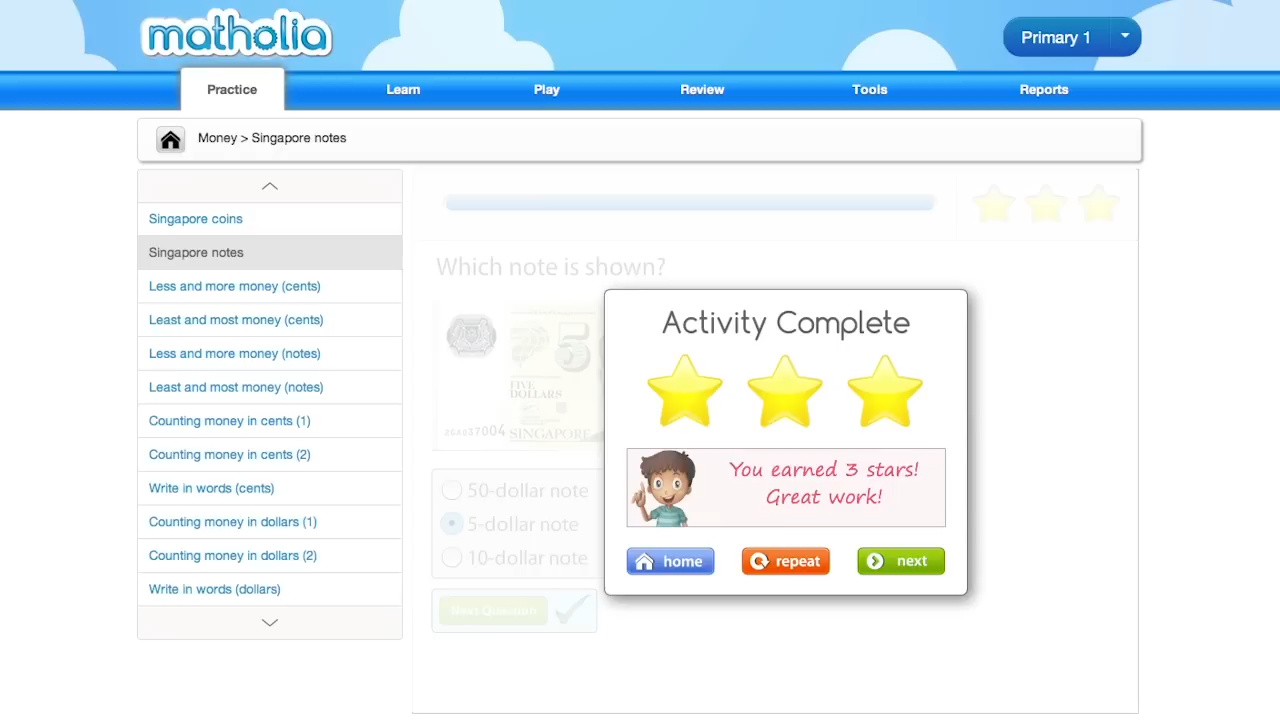 matholia
Primary 1
Practice
Learn
Play
Review
Tools
Reports
Money > Singapore notes
Singapore coins
Singapore notes
Less and more money (cents)
Least and most money (cents)
Less and more money (notes)
Least and most money (notes)
Counting money in cents (1)
Counting money in cents (2)
Write in words (cents)
Counting money in dollars (1)
Counting money in dollars (2)
Write in words (dollars)
Which note is shown?
5
FIVE
DOLLARS
2GA037004
SINGAPORE
50-dollar note
5-dollar note
10-dollar note
Next Question
Activity Complete
You earned 3 stars!
Great work!
home
repeat
next